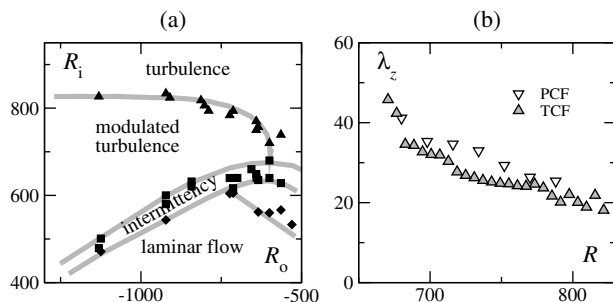 (a)
R_i
turbulence
800
modulated
turbulence
600
intermittency
laminar flow
R_o
400
-1000
-500
(b)
60
λ_z
PCF
TCF
40
20
0
700
800
R